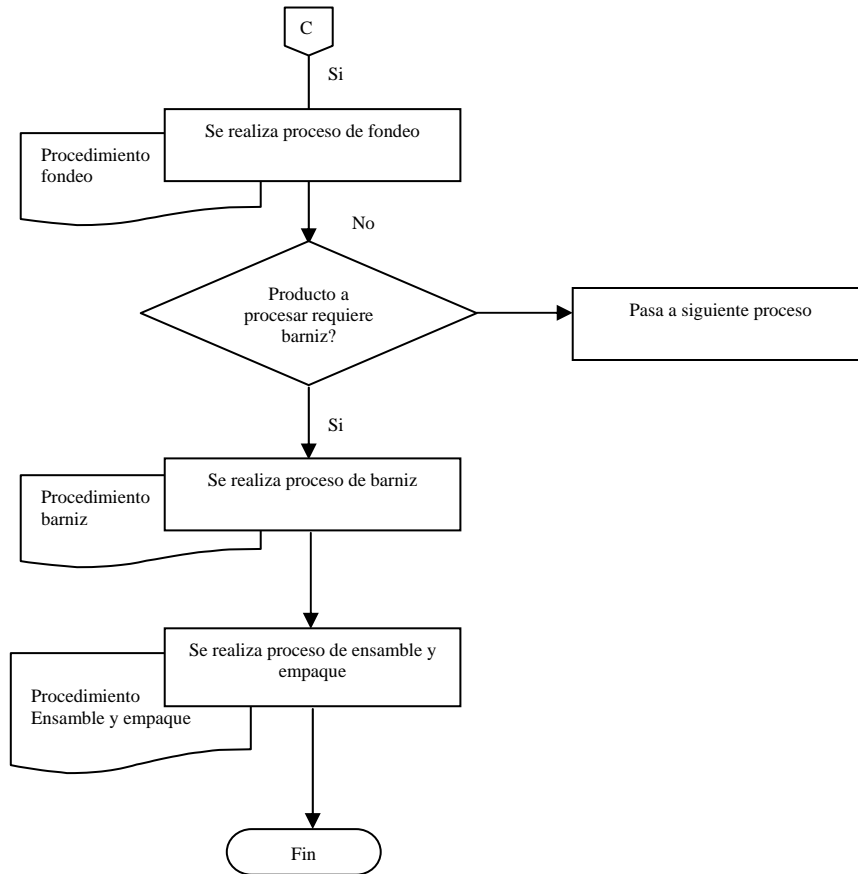 C
Si
Se realiza proceso de fondeo
Procedimiento
fondeo
No
Producto a
procesar requiere
barniz?
Pasa a siguiente proceso
Si
Se realiza proceso de barniz
Procedimiento
barniz
Se realiza proceso de ensamble y
empaque
Procedimiento
Ensamble y empaque
Fin